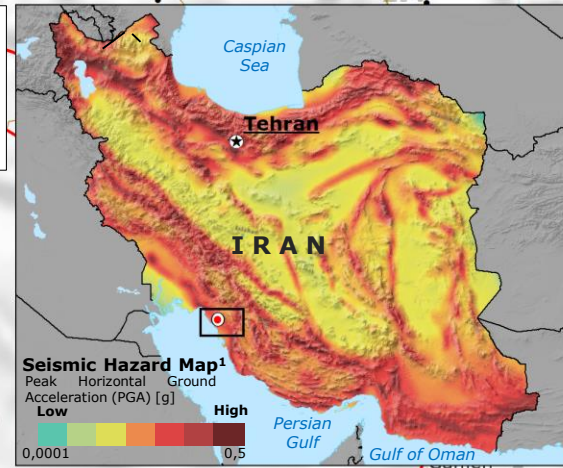 Caspian
Sea
Tehran
IRAN
Seismic Hazard Map¹
Peak Horizontal Ground
Acceleration (PGA) [g]
Low High
0,0001 0,5
Persian
Gulf
Gulf of Oman